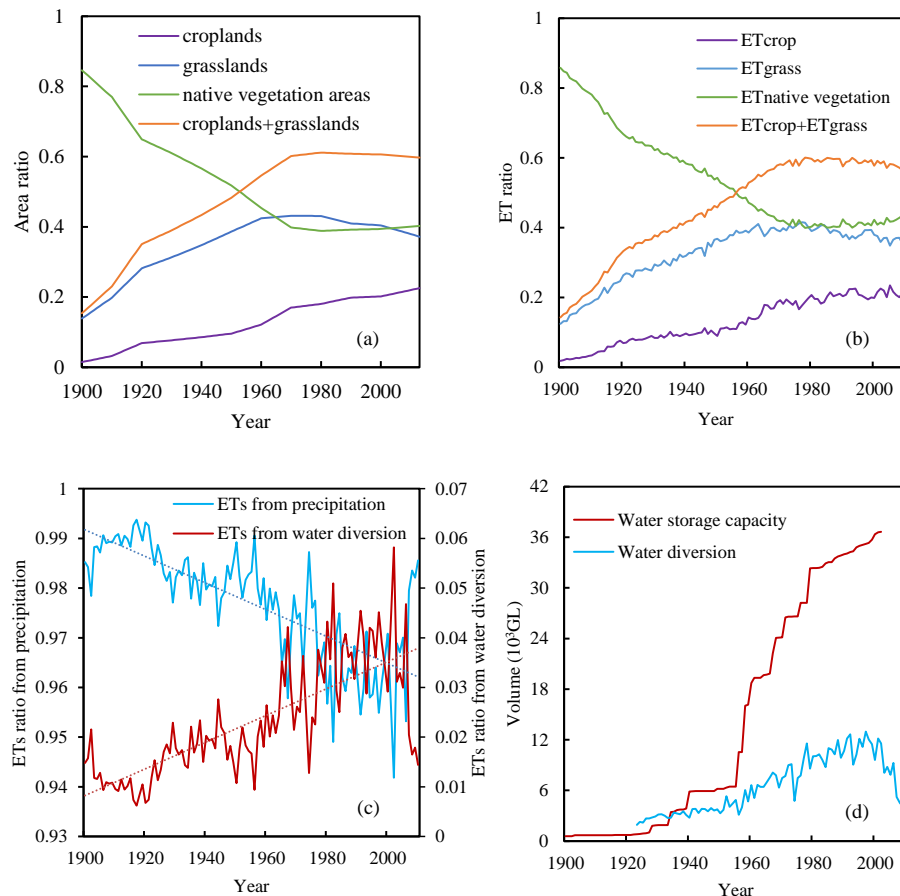 1
0.8
0.6
0.4
0.2
0
Area ratio
croplands
grasslands
native vegetation areas
croplands+grasslands
(a)
1900 1920 1940 1960 1980 2000
Year
1
0.8
0.6
0.4
0.2
0
ET ratio
ETcrop
ETgrass
ETnative vegetation
ETcrop+ETgrass
(b)
1900 1920 1940 1960 1980 2000
Year
1
0.99
0.98
0.97
0.96
0.95
0.94
0.93
ETs ratio from precipitation
ETs from precipitation
ETs from water diversion
(c)
0.07
0.06
0.05
0.04
0.03
0.02
0.01
0
ETs ratio from water diversion
1900 1920 1940 1960 1980 2000
Year
42
36
30
24
18
12
6
0
Volume (10³GL)
Water storage capacity
Water diversion
(d)
1900 1920 1940 1960 1980 2000
Year